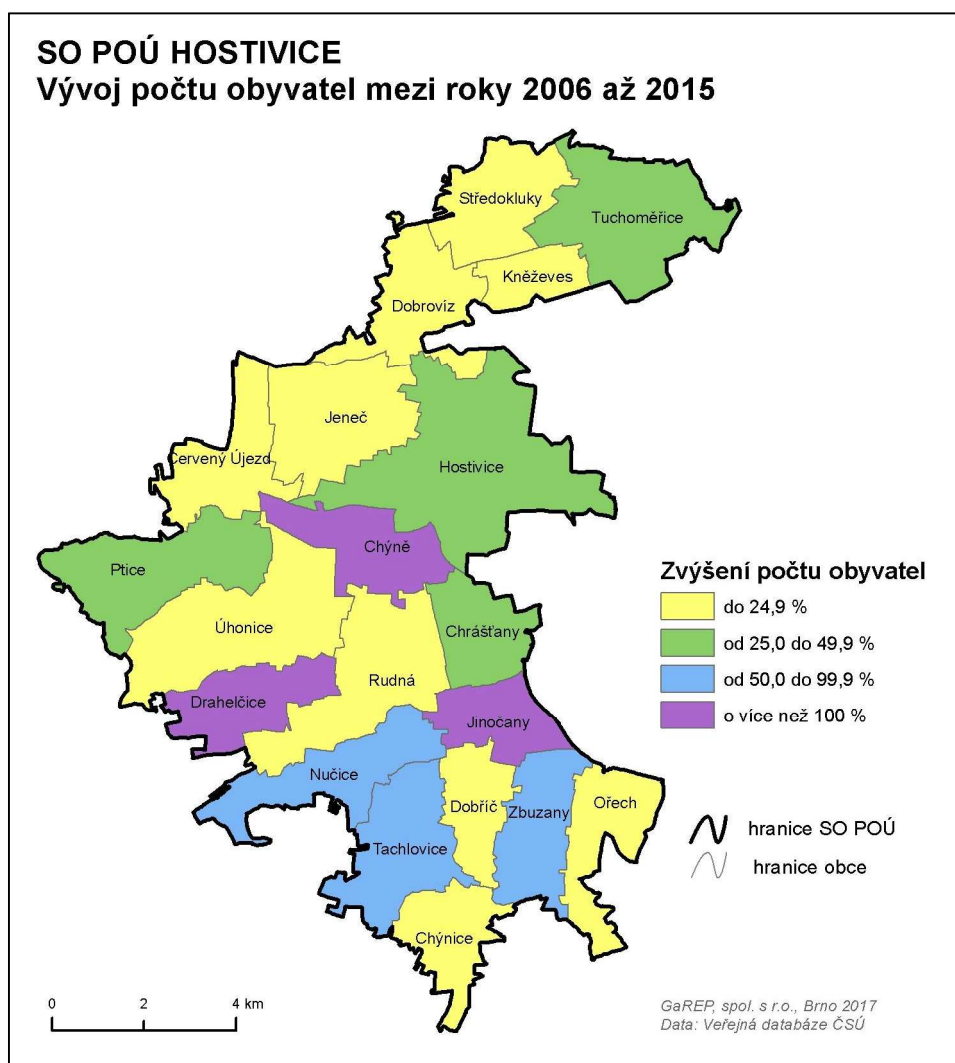 SO POÚ HOSTIVICE
Vývoj počtu obyvatel mezi roky 2006 až 2015
Středokluky
Tuchoměřice
Kněževes
Dobrovíz
Jeneč
Červený Újezd
Hostivice
Chýně
Ptice
Úhonice
Chrášťany
Rudná
Drahelčice
Jinočany
Nučice
Dobříč
Zbuzany
Ořech
Tachlovice
Chýnice
Zvýšení počtu obyvatel
do 24,9 %
od 25,0 do 49,9 %
od 50,0 do 99,9 %
o více než 100 %
hranice SO POÚ
hranice obce
0 2 4 km
GaREP, spol. s r.o., Brno 2017
Data: Veřejná databáze ČSÚ